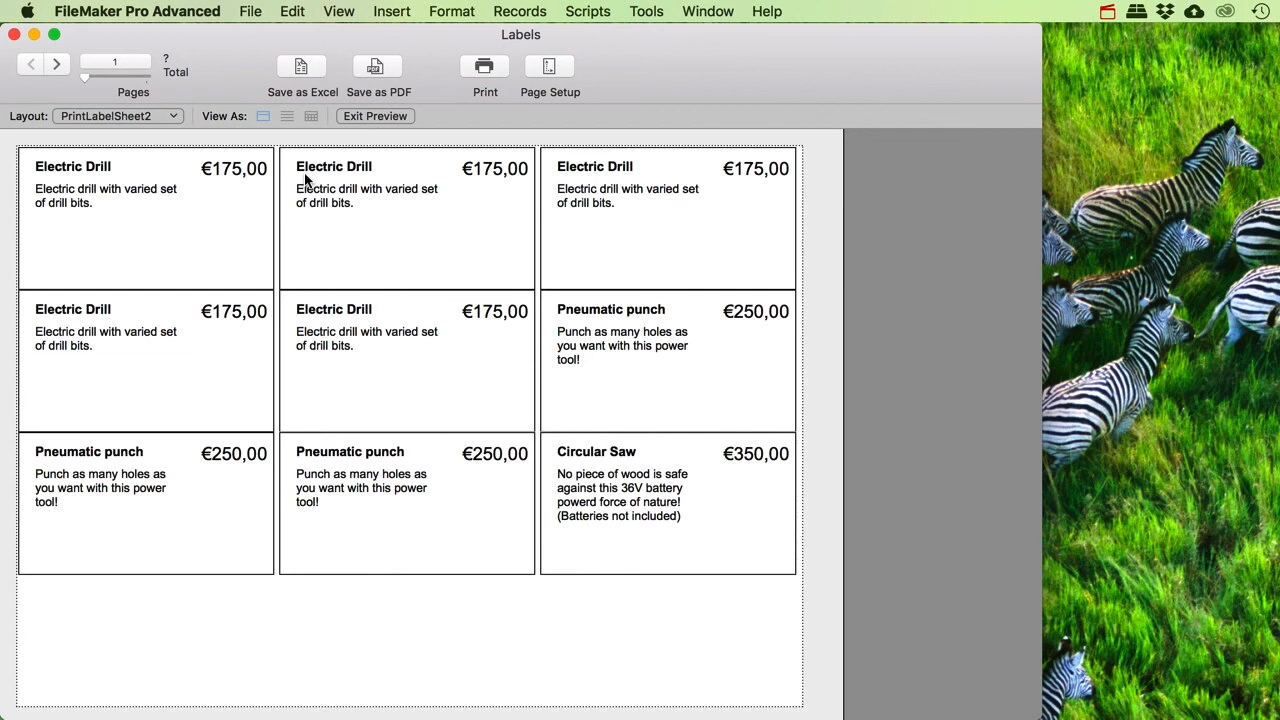 FileMaker Pro Advanced File Edit View Insert Format Records Scripts Tools Window Help
Labels
1
?
Total
Pages
Save as Excel
Save as PDF
Print
Page Setup
Layout: PrintLabelSheet2 View As: Exit Preview
Electric Drill €175,00
Electric drill with varied set
of drill bits.
Electric Drill €175,00
Electric drill with varied set
of drill bits.
Electric Drill €175,00
Electric drill with varied set
of drill bits.
Electric Drill €175,00
Electric drill with varied set
of drill bits.
Electric Drill €175,00
Electric drill with varied set
of drill bits.
Pneumatic punch €250,00
Punch as many holes as
you want with this power
tool!
Pneumatic punch €250,00
Punch as many holes as
you want with this power
tool!
Pneumatic punch €250,00
Punch as many holes as
you want with this power
tool!
Circular Saw €350,00
No piece of wood is safe
against this 36V battery
powerd force of nature!
(Batteries not included)